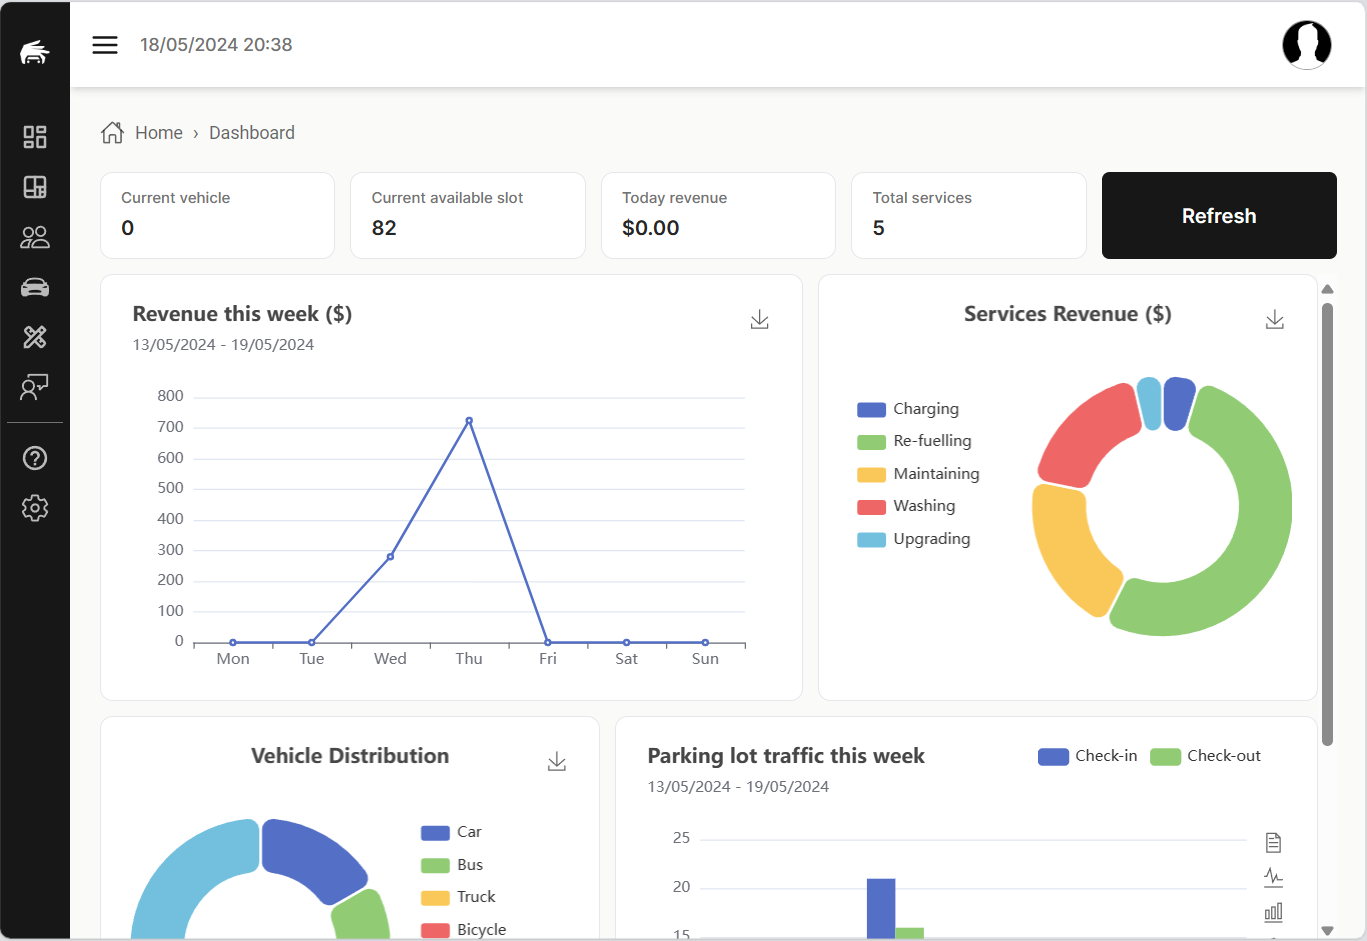 18/05/2024 20:38
Home › Dashboard
Current vehicle
0
Current available slot
82
Today revenue
$0.00
Total services
5
Refresh
Revenue this week ($)
13/05/2024 - 19/05/2024
800
700
600
500
400
300
200
100
0
Mon Tue Wed Thu Fri Sat Sun
Services Revenue ($)
Charging
Re-fuelling
Maintaining
Washing
Upgrading
Vehicle Distribution
Car
Bus
Truck
Bicycle
Parking lot traffic this week
13/05/2024 - 19/05/2024
Check-in Check-out
25
20
15